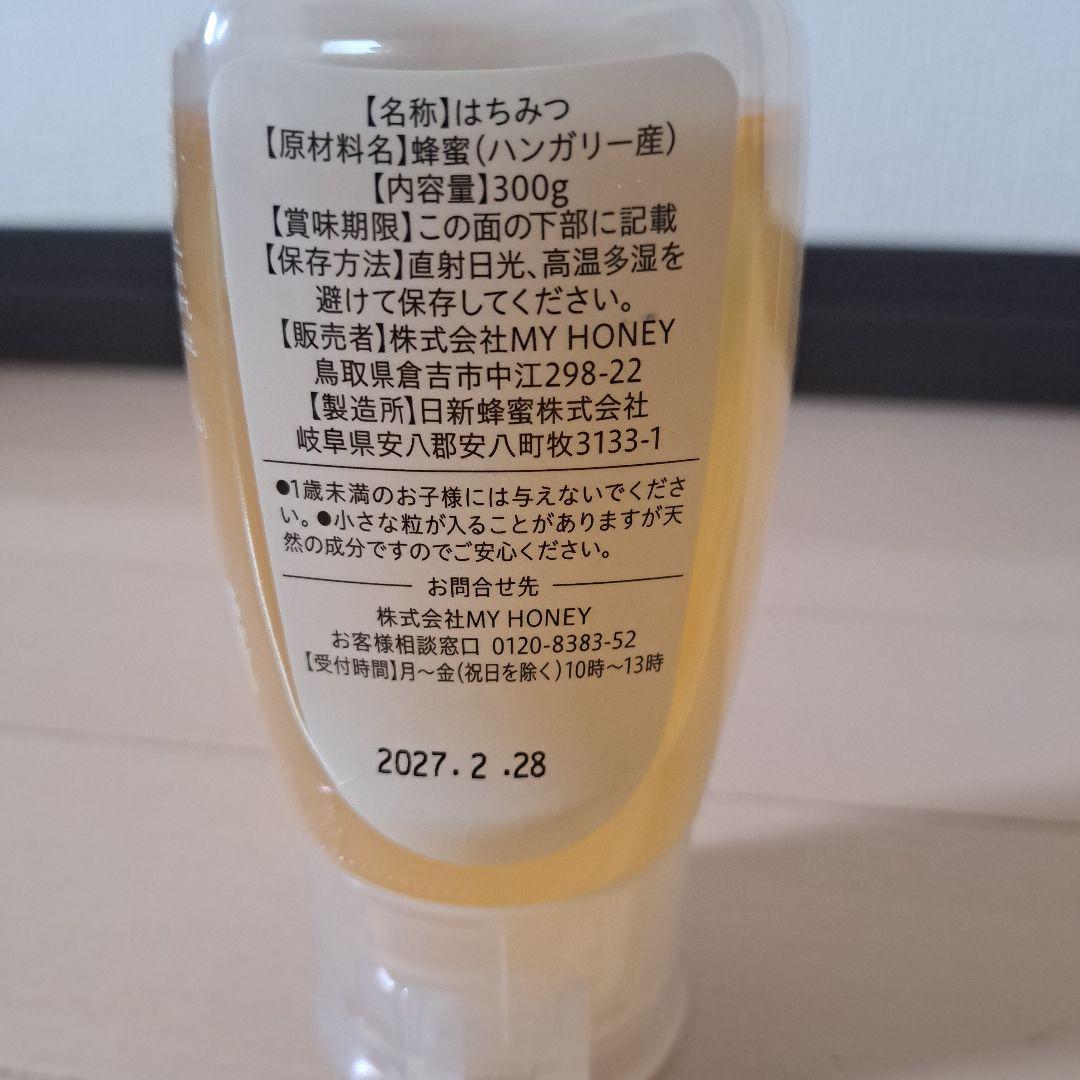 【名称】はちみつ
【原材料名】蜂蜜(ハンガリー産)
【内容量】300g
【賞味期限】この面の下部に記載
【保存方法】直射日光、高温多湿を
避けて保存してください。
【販売者】株式会社MY HONEY
鳥取県倉吉市中江298-22
【製造所】日新蜂蜜株式会社
岐阜県安八郡安八町牧3133-1
●1歳未満のお子様には与えないでくださ
い。●小さな粒が入ることがありますが天
然の成分ですのでご安心ください。
お問合せ先
株式会社MY HONEY
お客様相談窓口 0120-8383-52
【受付時間】月〜金(祝日を除く)10時〜13時
2027. 2 .28